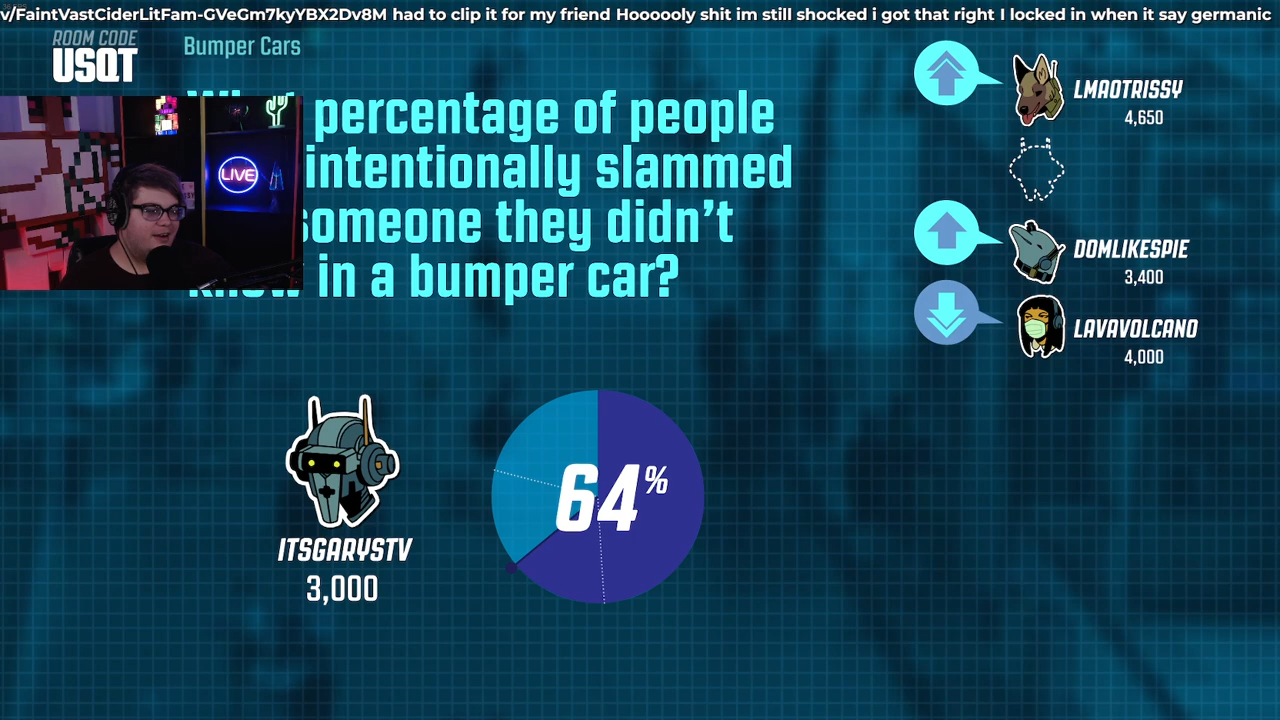 v/FaintVastCiderLitFam-GVeGm7kyYBX2Dv8M had to clip it for my friend Hoooooly shit im still shocked i got that right I locked in when it say germanic
ROOM CODE
USQT
Bumper Cars
percentage of people
intentionally slammed
someone they didn’t
in a bumper car?
LIVE
LMAOTRISSY
4,650
DOMLIKESPIE
3,400
LAVAVOLCANO
4,000
64%
ITSGARYSTV
3,000